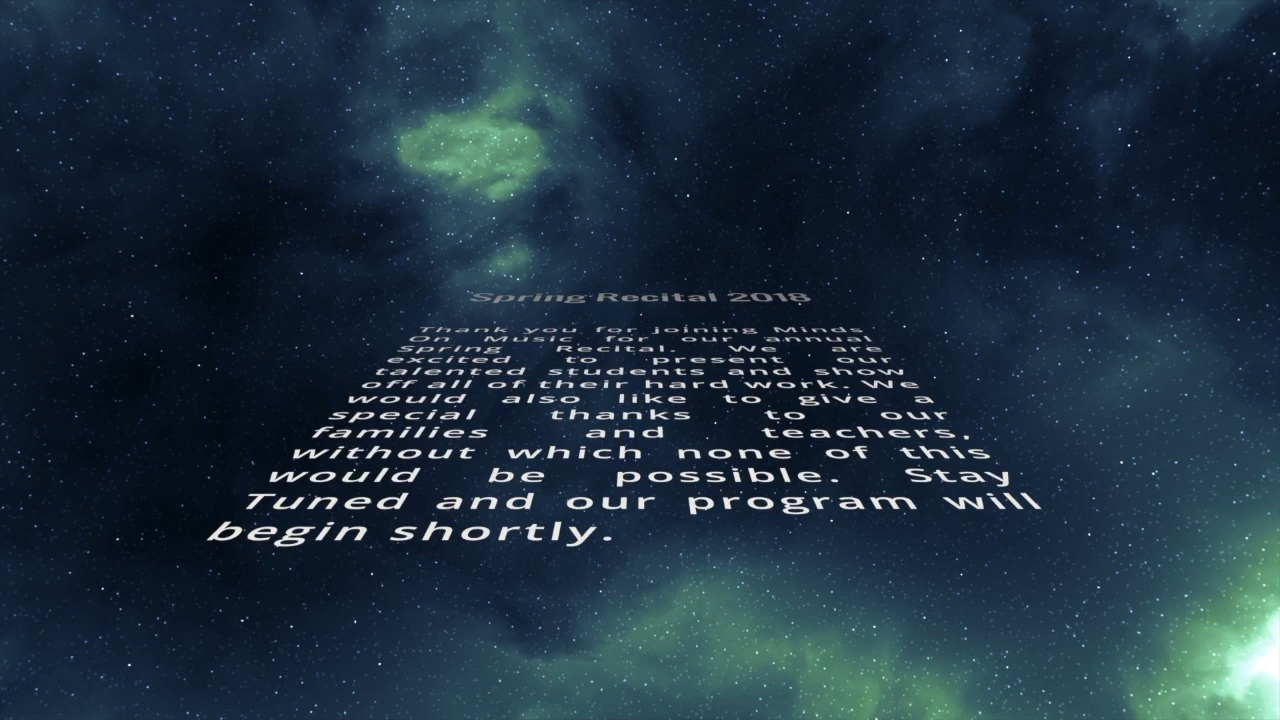 Spring Recital 2018
Thank you for joining Minds
On Music for our annual
Spring Recital. We are
excited to present our
talented students and show
off all of their hard work. We
would also like to give a
special thanks to our
families and teachers,
without which none of this
would be possible. Stay
Tuned and our program will
begin shortly.